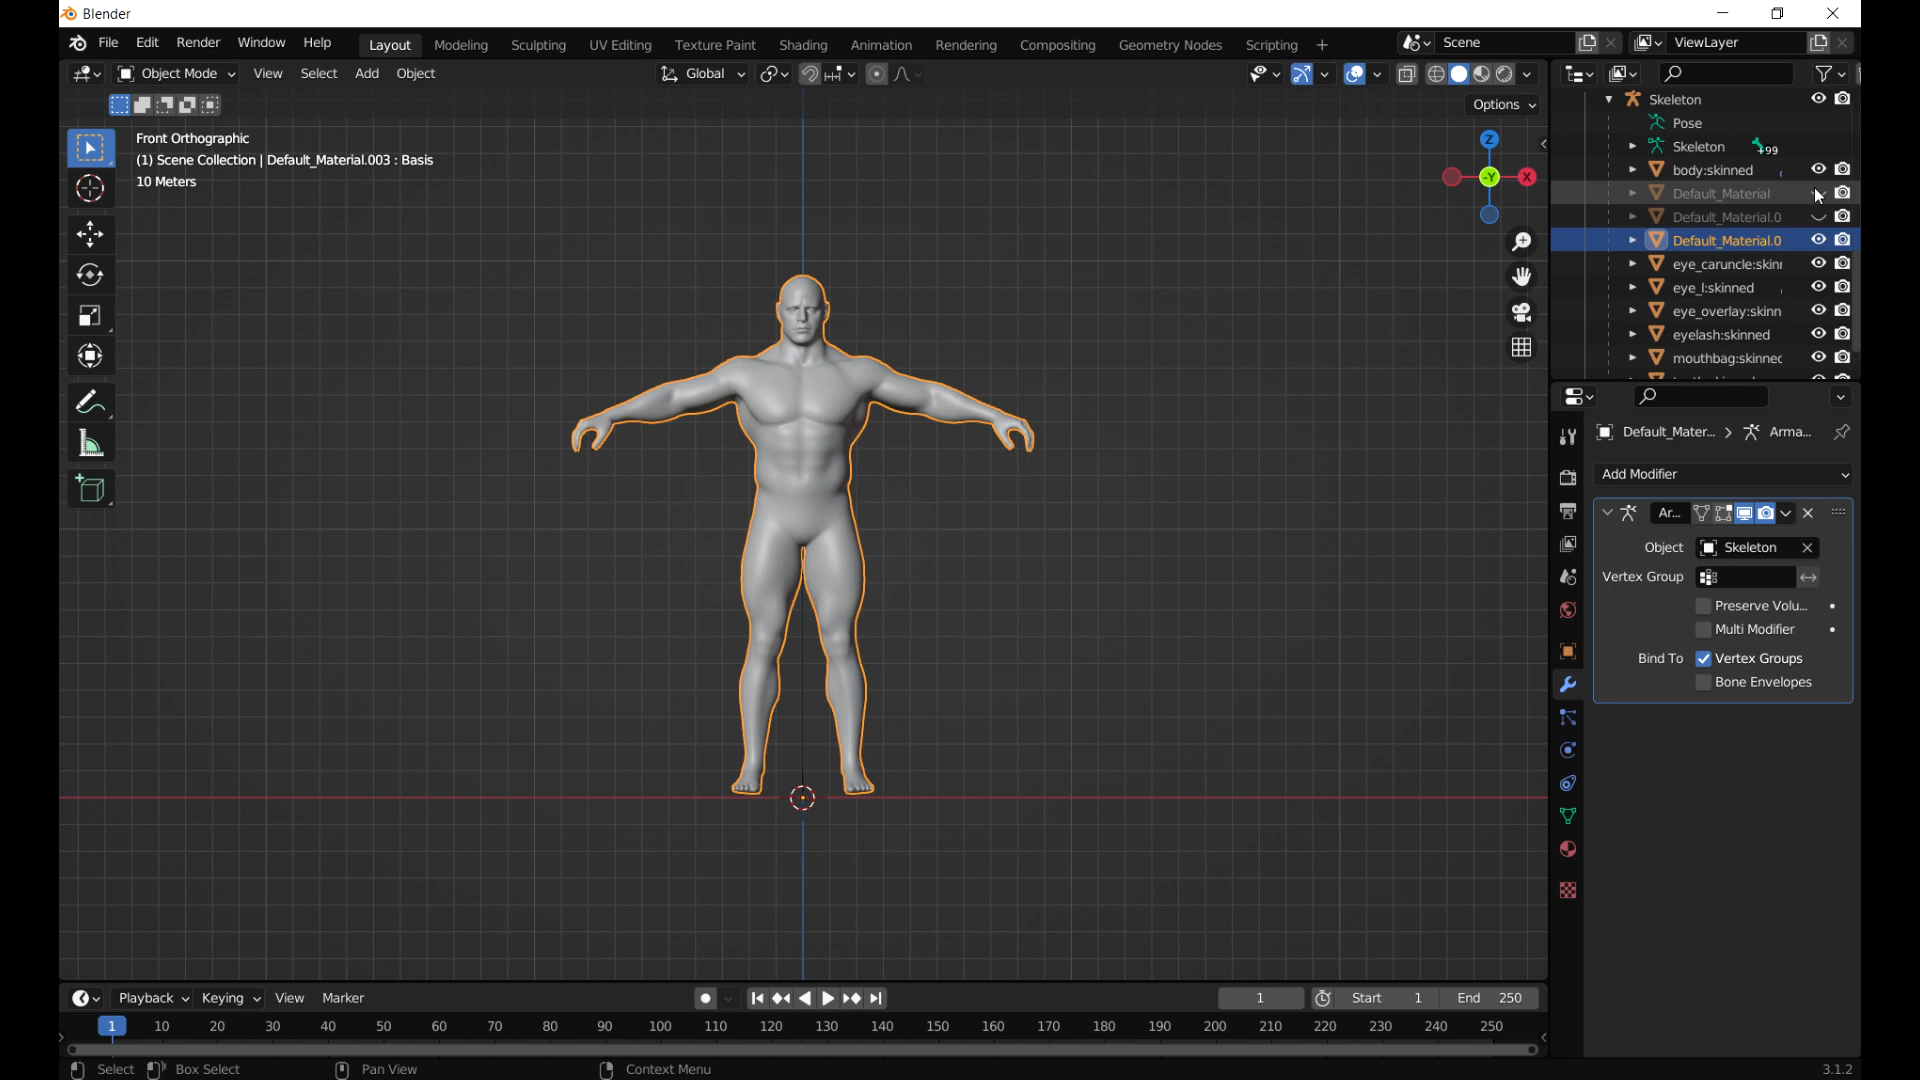 Blender
File Edit Render Window Help Layout Modeling Sculpting UV Editing Texture Paint Shading Animation Rendering Compositing Geometry Nodes Scripting + Scene ViewLayer
Object Mode View Select Add Object Global
Options
Front Orthographic
(1) Scene Collection | Default_Material.003 : Basis
10 Meters
Z
-Y X
Skeleton
Pose
Skeleton 99
body:skinned
Default_Material
Default_Material.0
Default_Material.0
eye_caruncle:skinn
eye_l:skinned
eye_overlay:skinn
eyelash:skinned
mouthbag:skinned
Default_Mater... > Arma...
Add Modifier
Ar...
Object Skeleton
Vertex Group
Preserve Volu...
Multi Modifier
Bind To Vertex Groups
Bone Envelopes
Playback Keying View Marker 1 Start 1 End 250
1 10 20 30 40 50 60 70 80 90 100 110 120 130 140 150 160 170 180 190 200 210 220 230 240 250
Select Box Select Pan View Context Menu 3.1.2